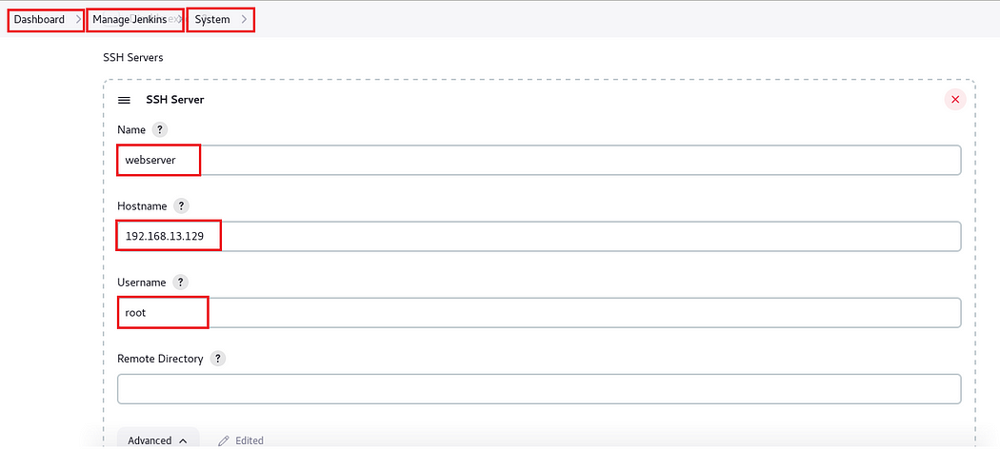 Dashboard > Manage Jenkins > System >
SSH Servers
SSH Server
Name ?
webserver
Hostname ?
192.168.13.129
Username ?
root
Remote Directory ?
Advanced Edited